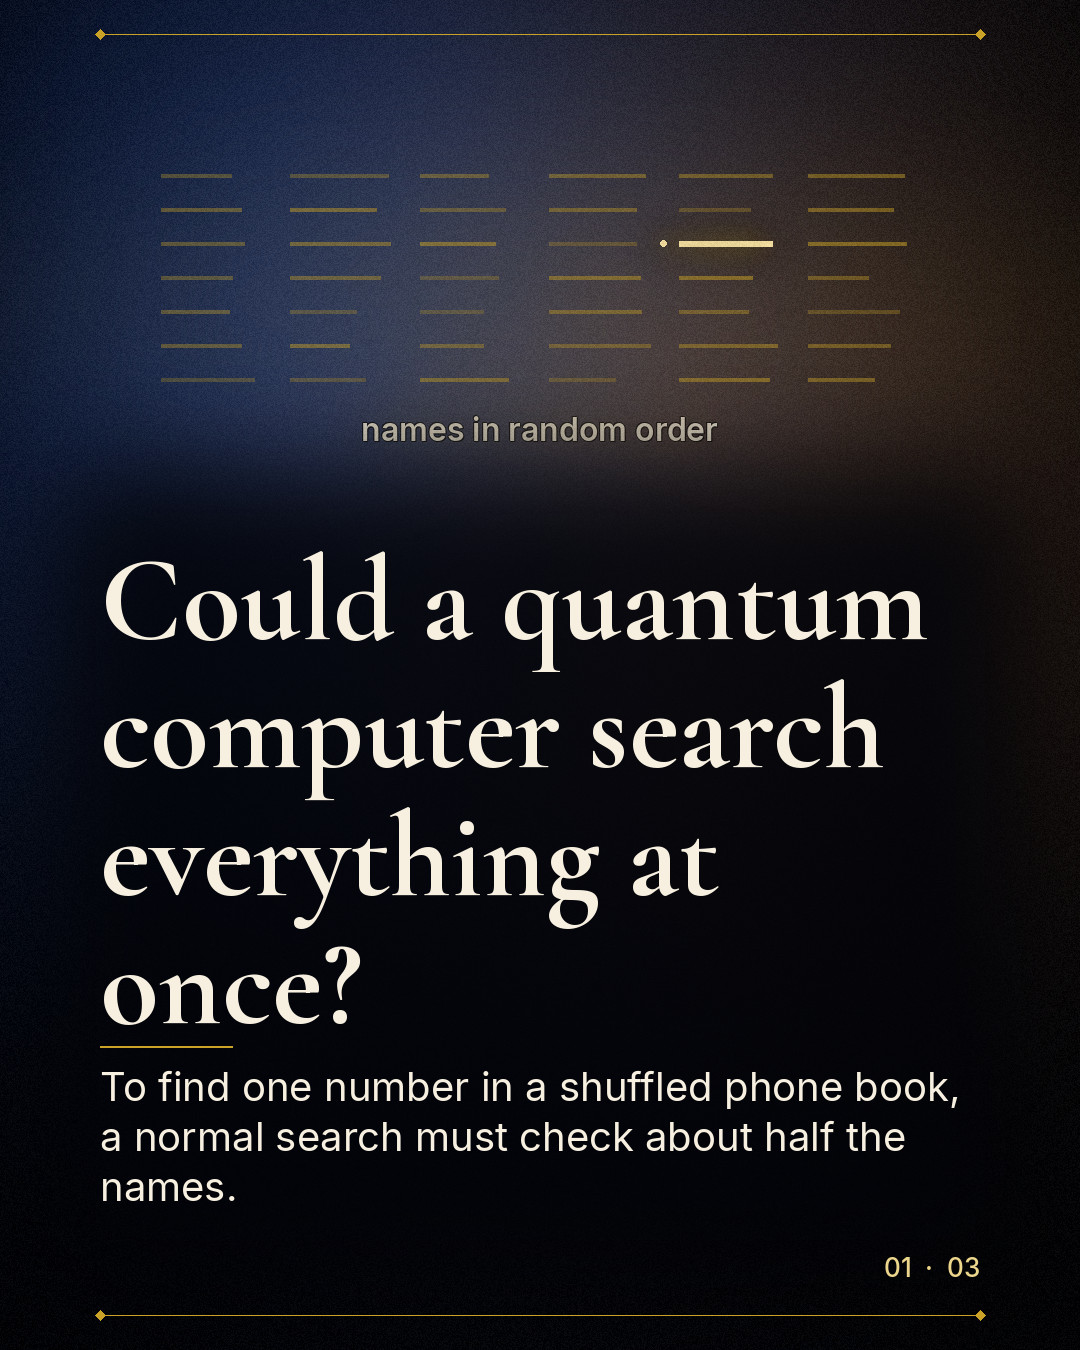 names in random order
Could a quantum
computer search
everything at
once?
To find one number in a shuffled phone book,
a normal search must check about half the
names.
01 · 03